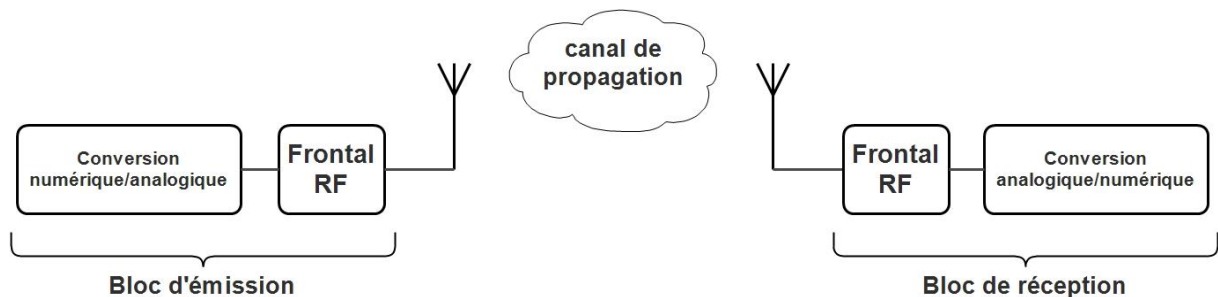 canal de
propagation
Conversion
numérique/analogique
Frontal
RF
Frontal
RF
Conversion
analogique/numérique
Bloc d'émission
Bloc de réception